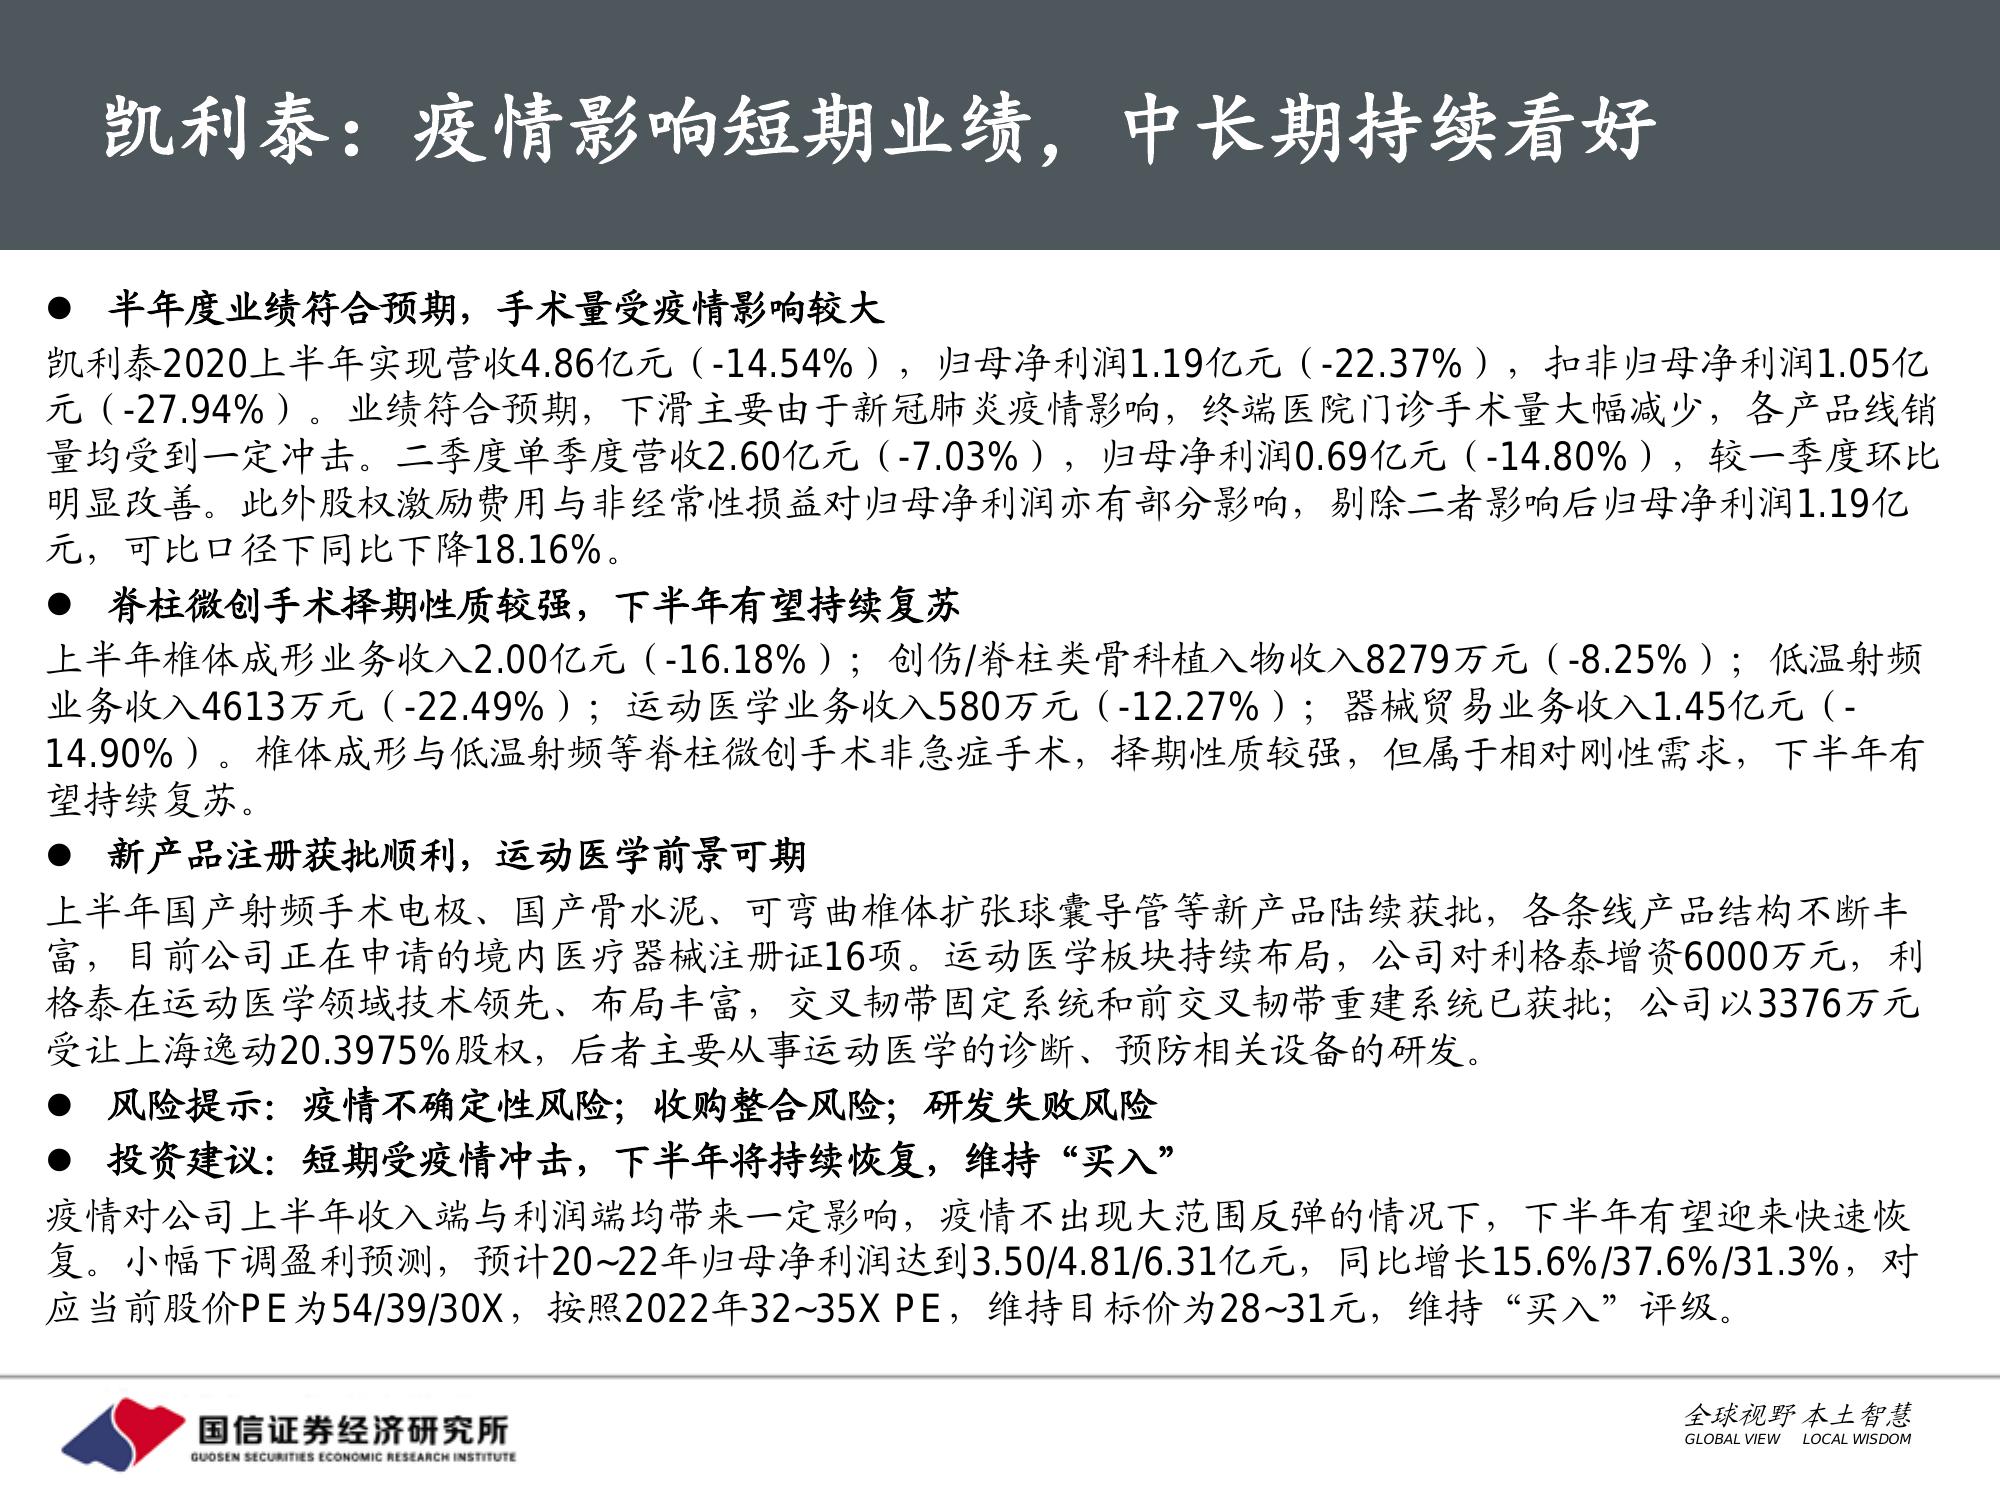 凯利泰：疫情影响短期业绩，中长期持续看好
● 半年度业绩符合预期，手术量受疫情影响较大
凯利泰2020上半年实现营收4.86亿元（-14.54%），归母净利润1.19亿元（-22.37%），扣非归母净利润1.05亿
元（-27.94%）。业绩符合预期，下滑主要由于新冠肺炎疫情影响，终端医院门诊手术量大幅减少，各产品线销
量均受到一定冲击。二季度单季度营收2.60亿元（-7.03%），归母净利润0.69亿元（-14.80%），较一季度环比
明显改善。此外股权激励费用与非经常性损益对归母净利润亦有部分影响，剔除二者影响后归母净利润1.19亿
元，可比口径下同比下降18.16%。
● 脊柱微创手术择期性质较强，下半年有望持续复苏
上半年椎体成形业务收入2.00亿元（-16.18%）；创伤/脊柱类骨科植入物收入8279万元（-8.25%）；低温射频
业务收入4613万元（-22.49%）；运动医学业务收入580万元（-12.27%）；器械贸易业务收入1.45亿元（-
14.90%）。椎体成形与低温射频等脊柱微创手术非急症手术，择期性质较强，但属于相对刚性需求，下半年有
望持续复苏。
● 新产品注册获批顺利，运动医学前景可期
上半年国产射频手术电极、国产骨水泥、可弯曲椎体扩张球囊导管等新产品陆续获批，各条线产品结构不断丰
富，目前公司正在申请的境内医疗器械注册证16项。运动医学板块持续布局，公司对利格泰增资6000万元，利
格泰在运动医学领域技术领先、布局丰富，交叉韧带固定系统和前交叉韧带重建系统已获批；公司以3376万元
受让上海逸动20.3975%股权，后者主要从事运动医学的诊断、预防相关设备的研发。
● 风险提示：疫情不确定性风险；收购整合风险；研发失败风险
● 投资建议：短期受疫情冲击，下半年将持续恢复，维持“买入”
疫情对公司上半年收入端与利润端均带来一定影响，疫情不出现大范围反弹的情况下，下半年有望迎来快速恢
复。小幅下调盈利预测，预计20~22年归母净利润达到3.50/4.81/6.31亿元，同比增长15.6%/37.6%/31.3%，对
应当前股价PE为54/39/30X，按照2022年32~35X PE，维持目标价为28~31元，维持“买入”评级。
国信证券经济研究所
GUOSEN SECURITIES ECONOMIC RESEARCH INSTITUTE
全球视野 本土智慧
GLOBAL VIEW LOCAL WISDOM